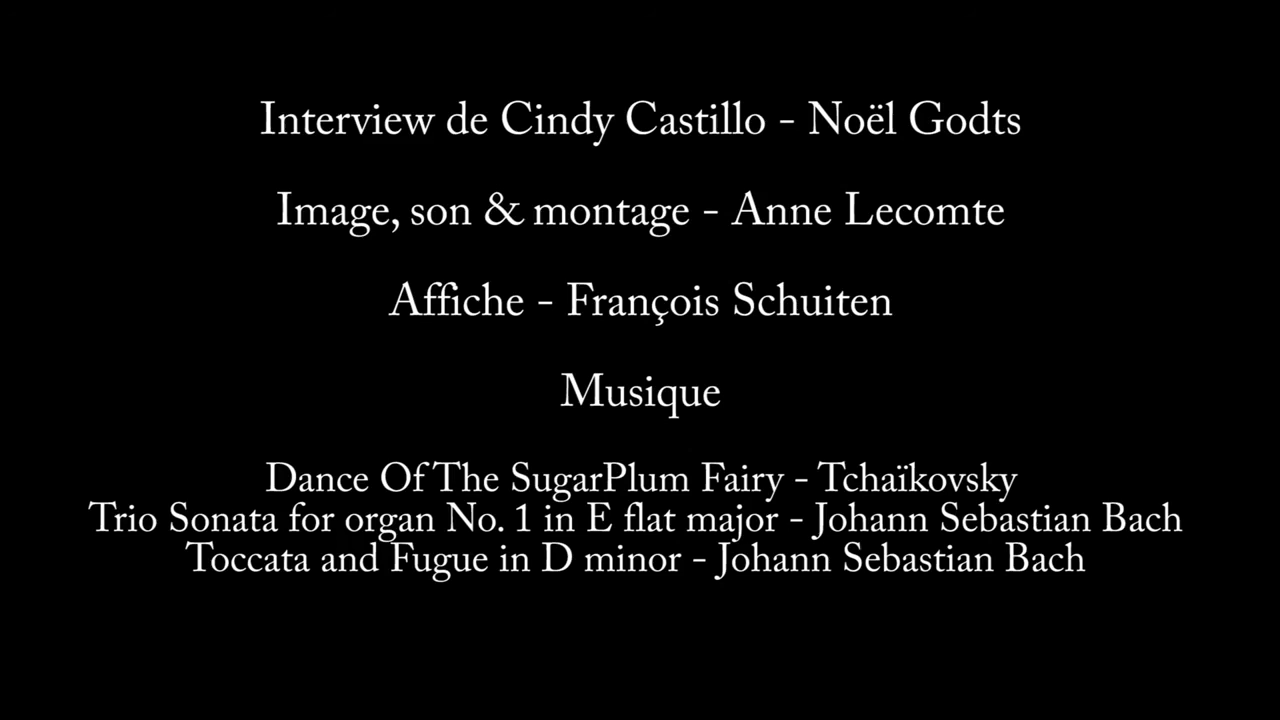 Interview de Cindy Castillo - Noël Godts
Image, son & montage - Anne Lecomte
Affiche - François Schuiten
Musique
Dance Of The SugarPlum Fairy - Tchaïkovsky
Trio Sonata for organ No. 1 in E flat major - Johann Sebastian Bach
Toccata and Fugue in D minor - Johann Sebastian Bach